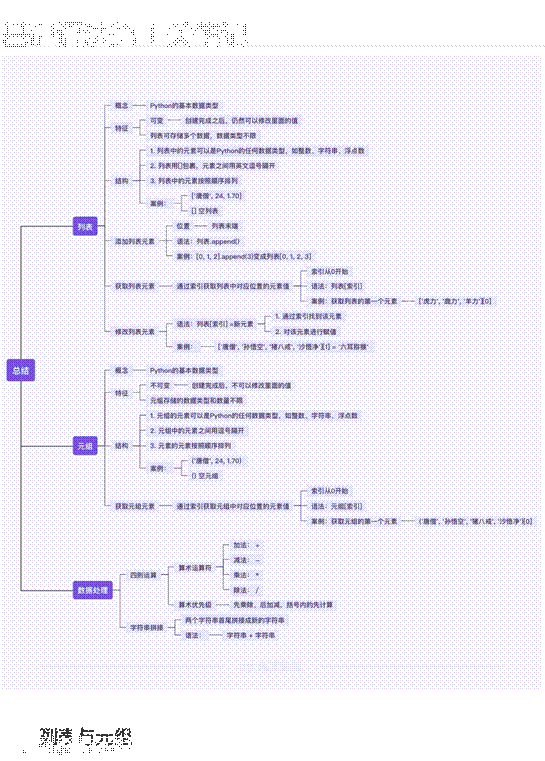 概念
Python的基本数据类型
特征
可变
创建完成之后，仍然可以修改里面的值
列表可存储多个数据，数据类型不限
结构
1. 列表中的元素可以是Python的任何数据类型，如整数、字符串、浮点数
2. 列表用[]包裹，元素之间用英文逗号隔开
3. 列表中的元素按照顺序排列
案例：
['唐僧', 24, 1.70]
[] 空列表
列表
添加列表元素
位置
列表末端
语法：列表.append()
案例：[0, 1, 2].append(3)变成列表[0, 1, 2, 3]
获取列表元素
通过索引获取列表中对应位置的元素值
索引从0开始
语法：列表[索引]
案例：获取列表的第一个元素
['虎力', '鹿力', '羊力'][0]
修改列表元素
语法：列表[索引] =新元素
1. 通过索引找到该元素
2. 对该元素进行赋值
案例：
['唐僧', '孙悟空', '猪八戒', '沙悟净'][1] = '六耳猕猴'
总结
概念
Python的基本数据类型
特征
不可变
创建完成后，不可以修改里面的值
元组存储的数据类型和数量不限
元组
结构
1. 元组的元素可以是Python的任何数据类型，如整数、字符串、浮点数
2. 元组中的元素之间用逗号隔开
3. 元素的元素按照顺序排列
案例：
('唐僧', 24, 1.70)
() 空元组
获取元组元素
通过索引获取元组中对应位置的元素值
索引从0开始
语法：元组[索引]
案例：获取元组的第一个元素
('唐僧', '孙悟空', '猪八戒', '沙悟净')[0]
数据处理
四则运算
算术运算符
加法： +
减法： -
乘法： *
除法： /
算术优先级
先乘除、后加减，括号内的先计算
字符串拼接
两个字符串首尾拼接成新的字符串
语法：
字符串 + 字符串
列表与元组